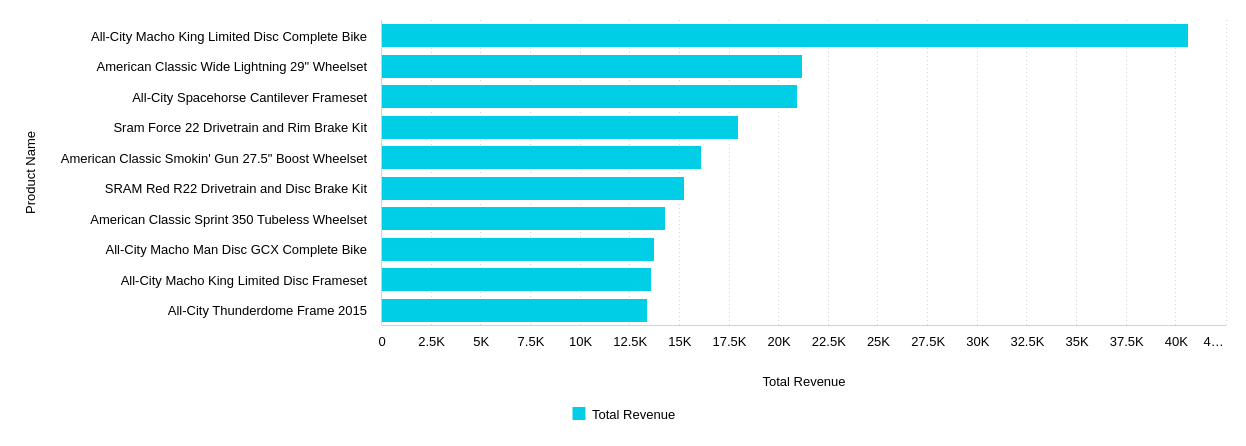 All-City Macho King Limited Disc Complete Bike
American Classic Wide Lightning 29" Wheelset
All-City Spacehorse Cantilever Frameset
Sram Force 22 Drivetrain and Rim Brake Kit
American Classic Smokin' Gun 27.5" Boost Wheelset
SRAM Red R22 Drivetrain and Disc Brake Kit
American Classic Sprint 350 Tubeless Wheelset
All-City Macho Man Disc GCX Complete Bike
All-City Macho King Limited Disc Frameset
All-City Thunderdome Frame 2015
Product Name
0 2.5K 5K 7.5K 10K 12.5K 15K 17.5K 20K 22.5K 25K 27.5K 30K 32.5K 35K 37.5K 40K 4…
Total Revenue
Total Revenue